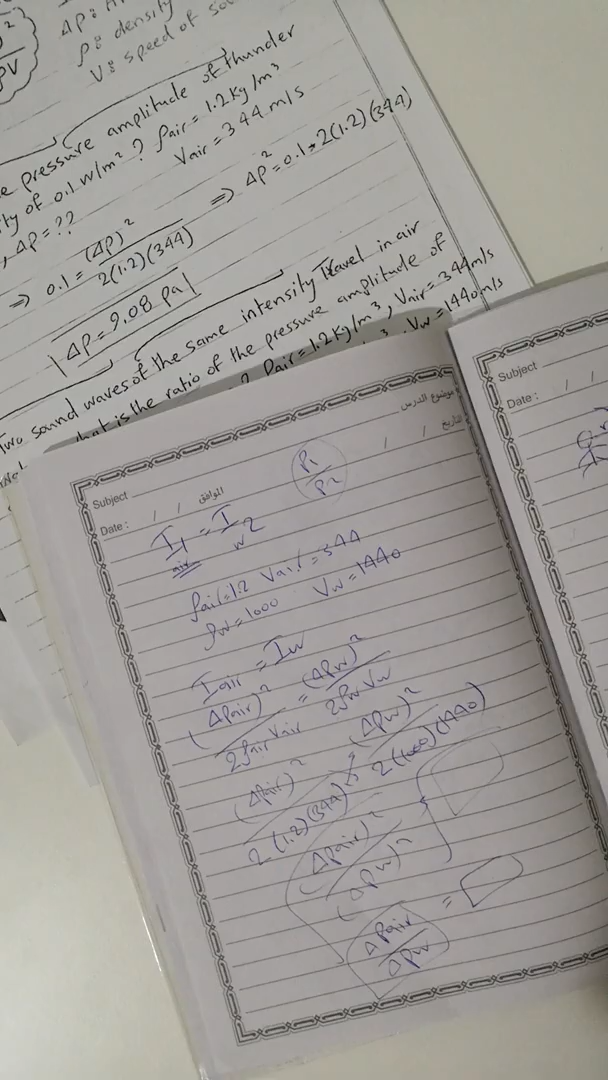 ΔP:
ρ: density
V: speed of so
ρV
pressure amplitude of thunder
ty of 0.1 w/m² ? ρair = 1.2 Kg/m³
Vair = 344 m/s
, ΔP = ??
⇒ 0.1 = (ΔP)² / 2(1.2)(344) ⇒ ΔP² = 0.1 * 2(1.2)(344)
ΔP = 9.08 Pa
Two sound waves of the same intensity Travel in air
hat is the ratio of the pressure amplitude of
ρair = 1.2 Kg/m³, Vair = 344 m/s
Vw = 1440 m/s
موضوع الدرس
Subject
التاريخ / /
Date : / / الموافق
P1 / P2
I1 = I2
air w
ρair = 1.2 Vair = 344
ρw = 1000 Vw = 1440
Iair = Iw
(ΔPair)² / 2ρair Vair = (ΔPw)² / 2ρw Vw
(ΔPair)² / 2(1.2)(344) = (ΔPw)² / 2(1000)(1440)
(ΔPair)² / (ΔPw)²
ΔPair / ΔPw =
Subject
Date : / /